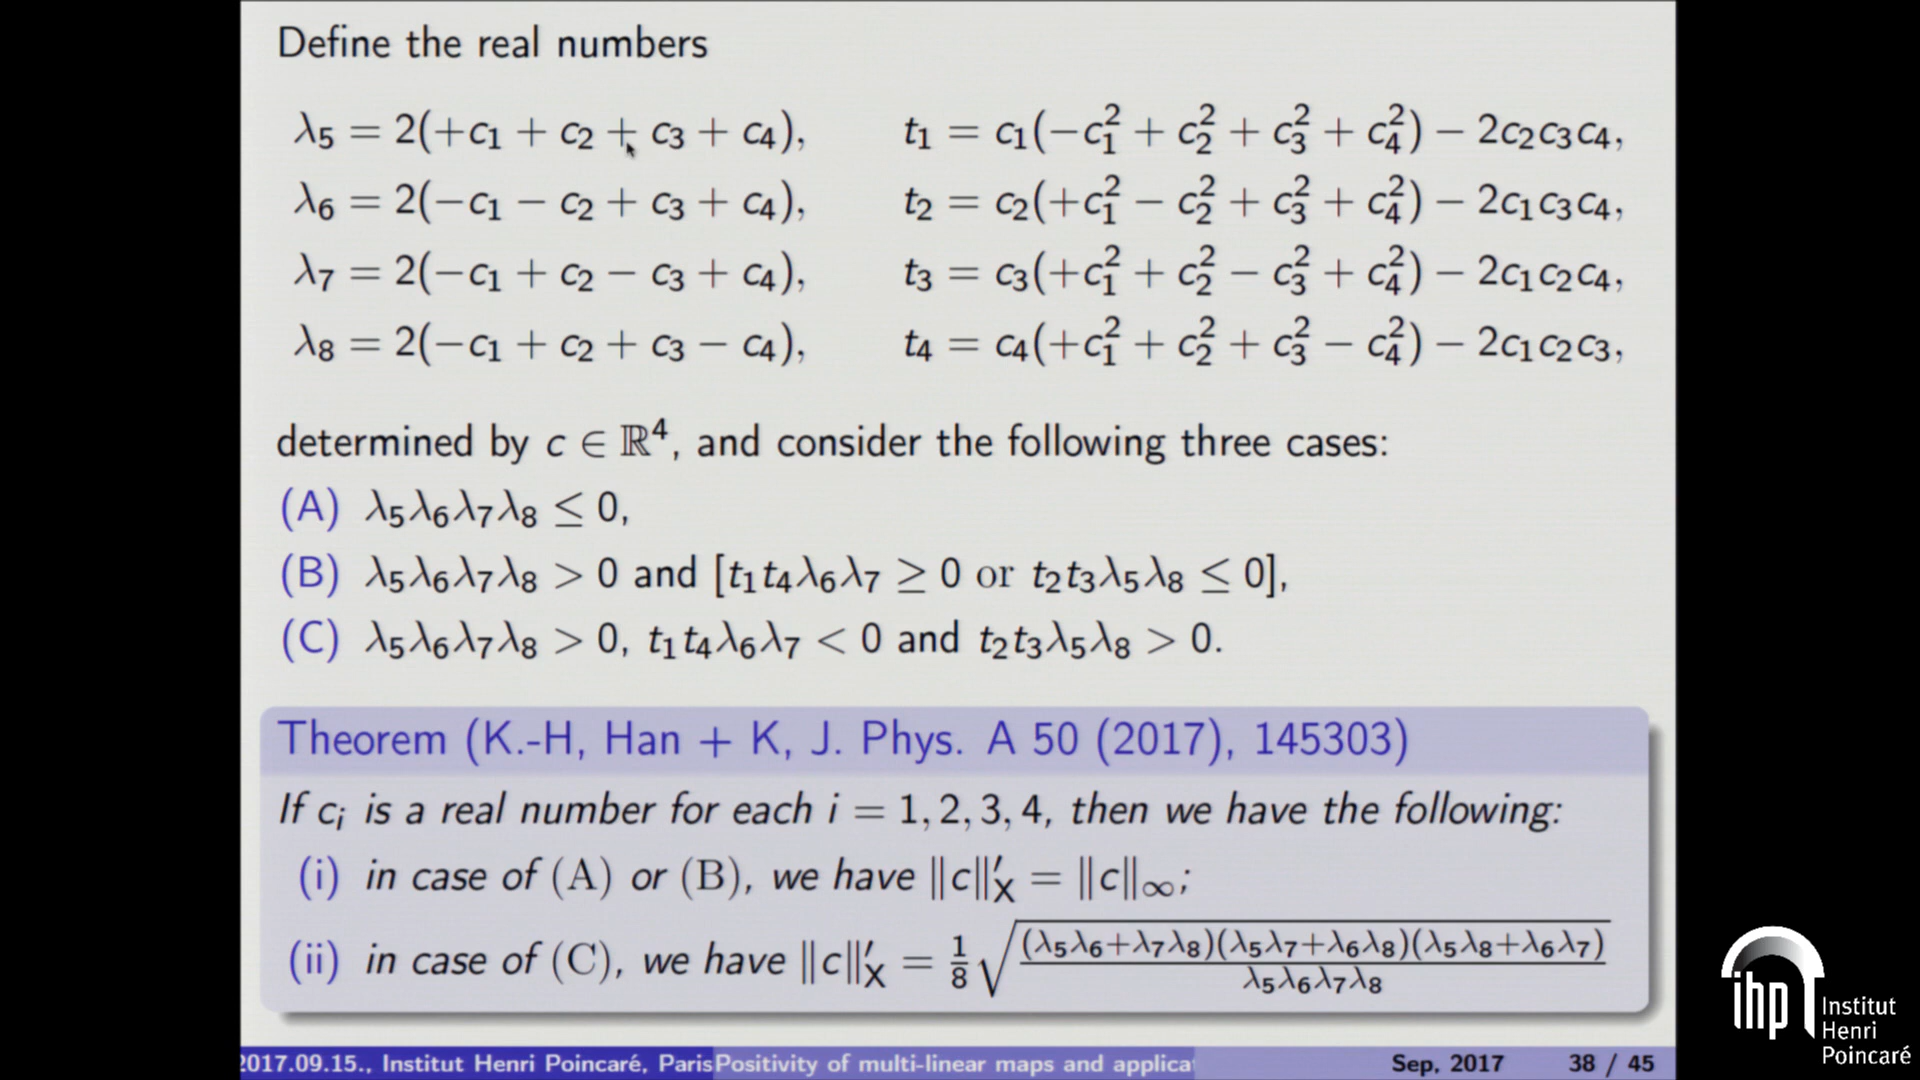 Define the real numbers
λ₅ = 2(+c₁ + c₂ + c₃ + c₄), t₁ = c₁(−c₁² + c₂² + c₃² + c₄²) − 2c₂c₃c₄,
λ₆ = 2(−c₁ − c₂ + c₃ + c₄), t₂ = c₂(+c₁² − c₂² + c₃² + c₄²) − 2c₁c₃c₄,
λ₇ = 2(−c₁ + c₂ − c₃ + c₄), t₃ = c₃(+c₁² + c₂² − c₃² + c₄²) − 2c₁c₂c₄,
λ₈ = 2(−c₁ + c₂ + c₃ − c₄), t₄ = c₄(+c₁² + c₂² + c₃² − c₄²) − 2c₁c₂c₃,
determined by c ∈ ℝ⁴, and consider the following three cases:
(A) λ₅λ₆λ₇λ₈ ≤ 0,
(B) λ₅λ₆λ₇λ₈ > 0 and [t₁t₄λ₆λ₇ ≥ 0 or t₂t₃λ₅λ₈ ≤ 0],
(C) λ₅λ₆λ₇λ₈ > 0, t₁t₄λ₆λ₇ < 0 and t₂t₃λ₅λ₈ > 0.
Theorem (K.-H, Han + K, J. Phys. A 50 (2017), 145303)
If cᵢ is a real number for each i = 1, 2, 3, 4, then we have the following:
(i) in case of (A) or (B), we have ‖c‖′_X = ‖c‖_∞;
(ii) in case of (C), we have ‖c‖′_X = 1/8 √((λ₅λ₆+λ₇λ₈)(λ₅λ₇+λ₆λ₈)(λ₅λ₈+λ₆λ₇) / λ₅λ₆λ₇λ₈)
2017.09.15., Institut Henri Poincaré, Paris Positivity of multi-linear maps and applica Sep, 2017 38 / 45
ihp Institut
Henri
Poincaré